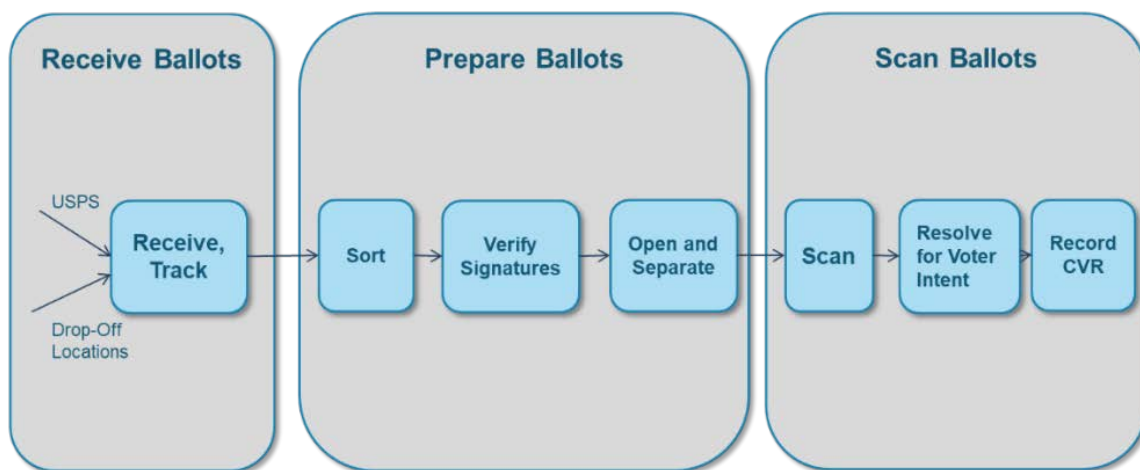 Receive Ballots
USPS
Receive,
Track
Drop-Off
Locations
Prepare Ballots
Sort
Verify
Signatures
Open and
Separate
Scan Ballots
Scan
Resolve
for Voter
Intent
Record
CVR